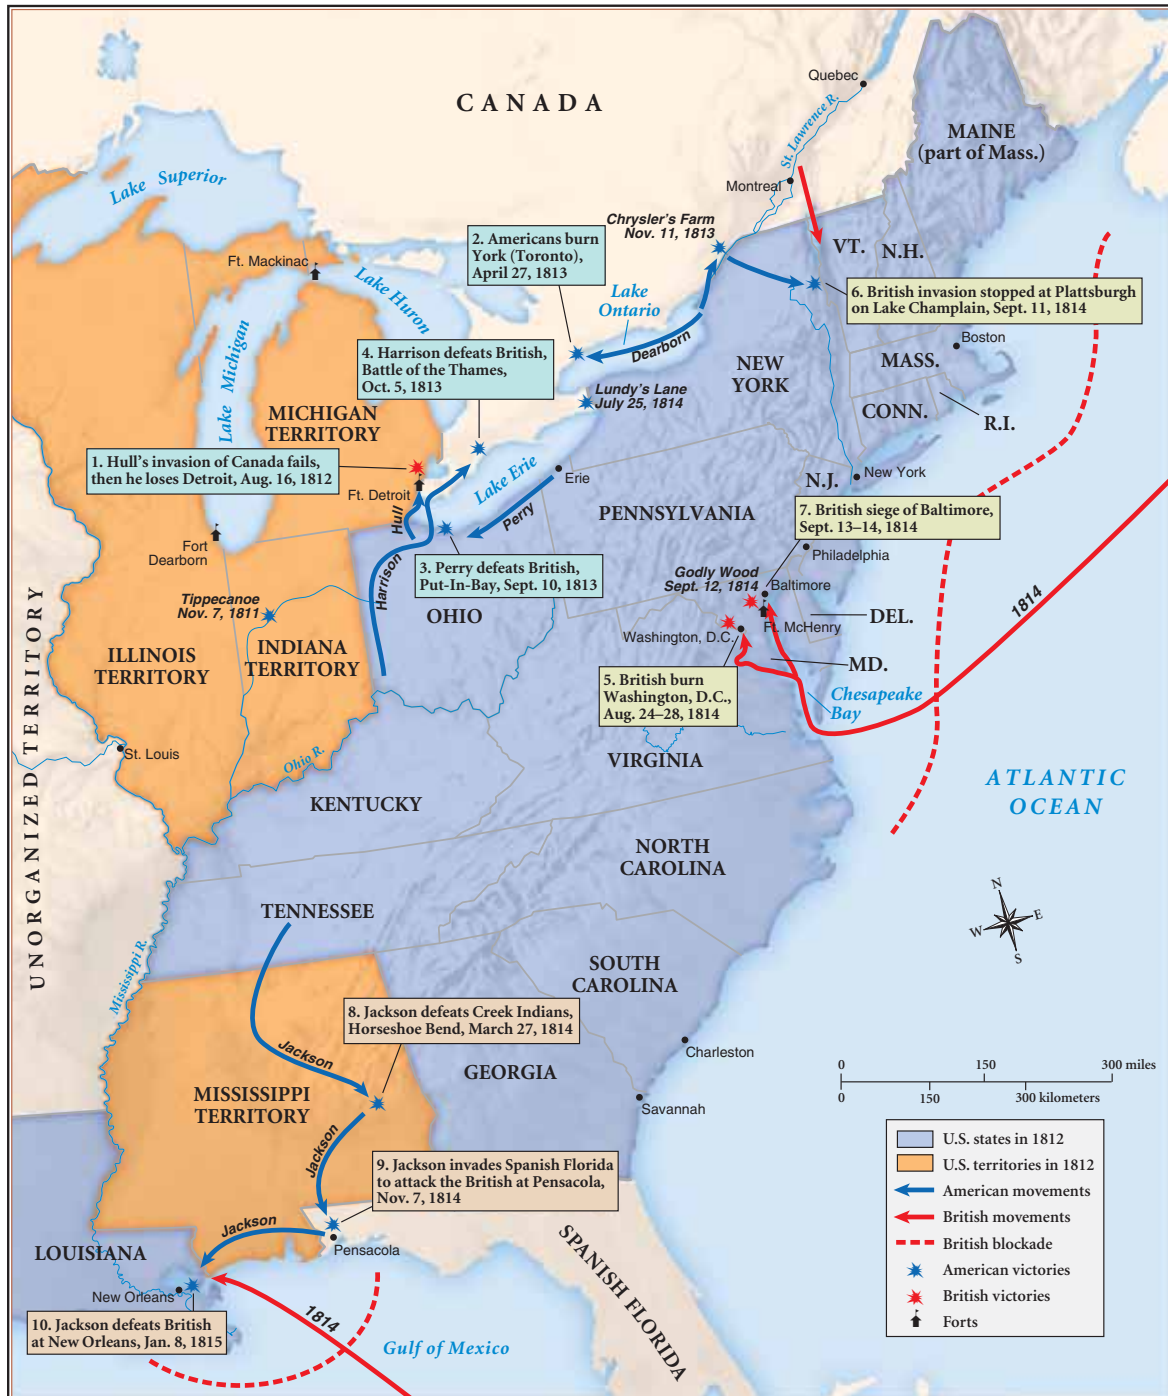 CANADA
Quebec
St. Lawrence R.
MAINE
(part of Mass.)
Lake Superior
Montreal
Chrysler's Farm
Nov. 11, 1813
VT.
N.H.
2. Americans burn
York (Toronto),
April 27, 1813
Ft. Mackinac
Lake Huron
Lake
Ontario
6. British invasion stopped at Plattsburgh
on Lake Champlain, Sept. 11, 1814
Lake Michigan
Dearborn
Boston
4. Harrison defeats British,
Battle of the Thames,
Oct. 5, 1813
NEW
YORK
MASS.
Lundy's Lane
July 25, 1814
CONN.
R.I.
MICHIGAN
TERRITORY
1. Hull's invasion of Canada fails,
then he loses Detroit, Aug. 16, 1812
Lake Erie
Erie
N.J.
New York
Ft. Detroit
Hull
Perry
PENNSYLVANIA
7. British siege of Baltimore,
Sept. 13–14, 1814
Fort
Dearborn
Philadelphia
3. Perry defeats British,
Put-In-Bay, Sept. 10, 1813
Godly Wood
Sept. 12, 1814
Baltimore
Harrison
Tippecanoe
Nov. 7, 1811
OHIO
1814
DEL.
Ft. McHenry
Washington, D.C.
ILLINOIS
TERRITORY
INDIANA
TERRITORY
MD.
5. British burn
Washington, D.C.,
Aug. 24–28, 1814
Chesapeake
Bay
UNORGANIZED TERRITORY
St. Louis
Ohio R.
VIRGINIA
ATLANTIC
OCEAN
KENTUCKY
NORTH
CAROLINA
N
E
W
S
TENNESSEE
Mississippi R.
SOUTH
CAROLINA
8. Jackson defeats Creek Indians,
Horseshoe Bend, March 27, 1814
Jackson
Charleston
GEORGIA
0 150 300 miles
0 150 300 kilometers
MISSISSIPPI
TERRITORY
Savannah
Jackson
9. Jackson invades Spanish Florida
to attack the British at Pensacola,
Nov. 7, 1814
U.S. states in 1812
U.S. territories in 1812
American movements
British movements
British blockade
American victories
British victories
Forts
Jackson
Pensacola
LOUISIANA
SPANISH FLORIDA
New Orleans
1814
10. Jackson defeats British
at New Orleans, Jan. 8, 1815
Gulf of Mexico